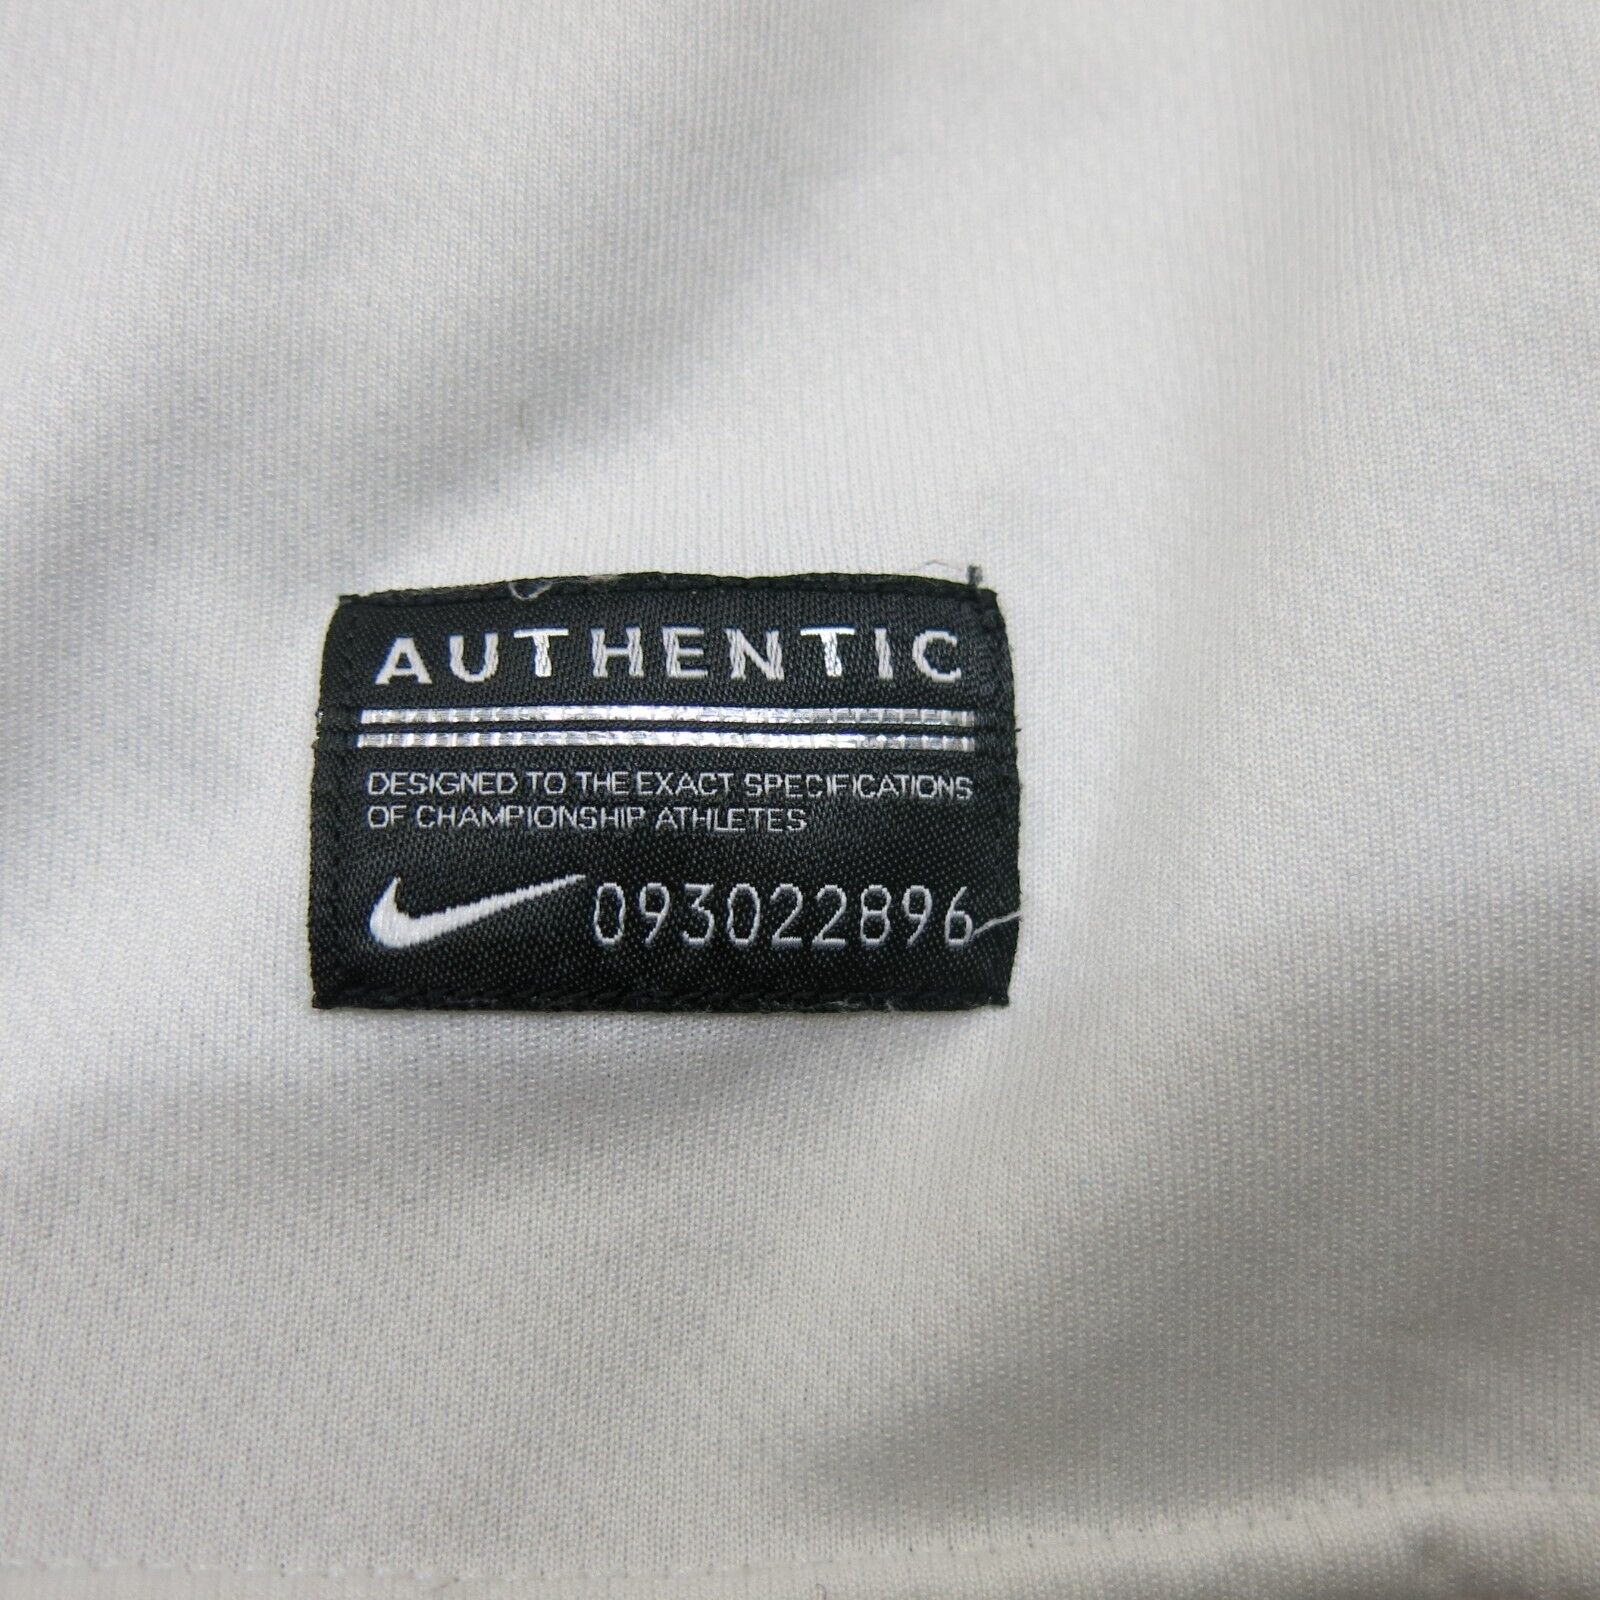 AUTHENTIC
DESIGNED TO THE EXACT SPECIFICATIONS
OF CHAMPIONSHIP ATHLETES
093022896